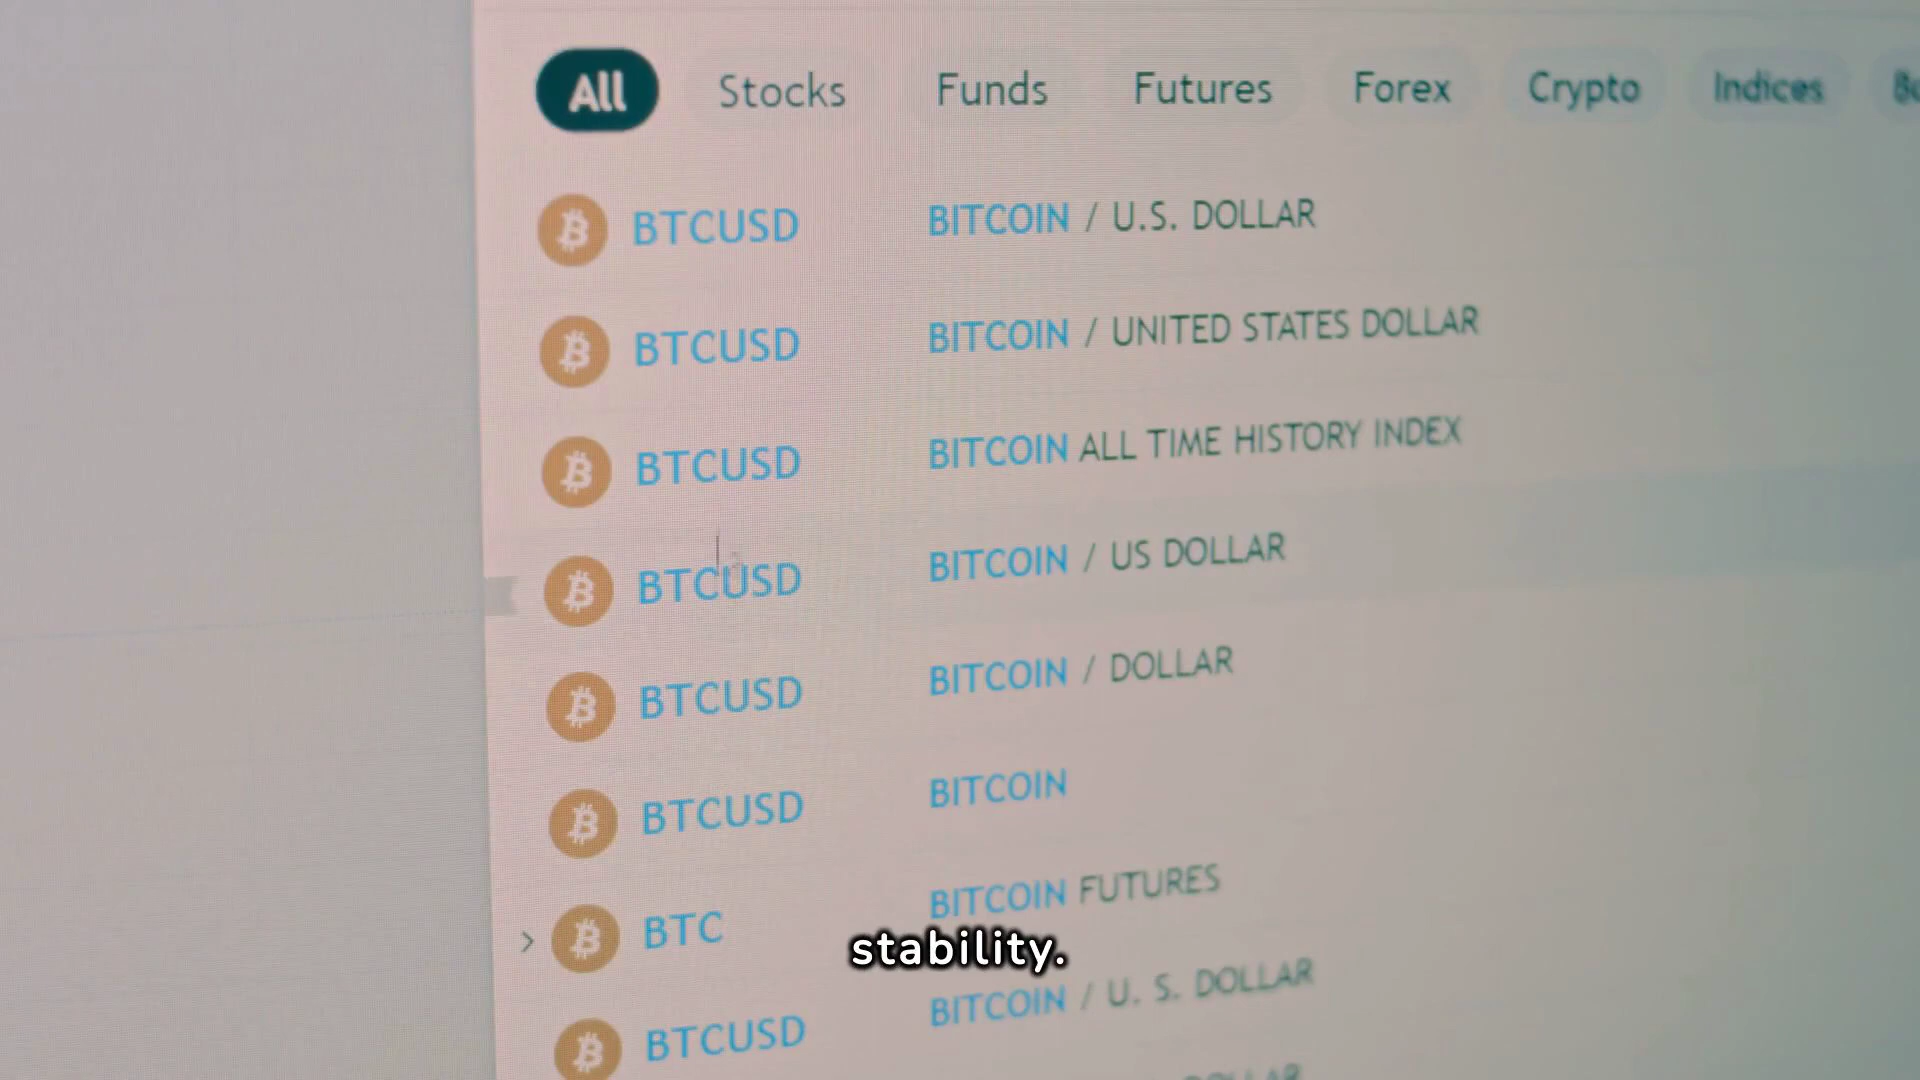 All Stocks Funds Futures Forex Crypto Indices
BTCUSD BITCOIN / U.S. DOLLAR
BTCUSD BITCOIN / UNITED STATES DOLLAR
BTCUSD BITCOIN ALL TIME HISTORY INDEX
BTCUSD BITCOIN / US DOLLAR
BTCUSD BITCOIN / DOLLAR
BTCUSD BITCOIN
BTC BITCOIN FUTURES
stability.
BTCUSD BITCOIN / U. S. DOLLAR
DOLLAR